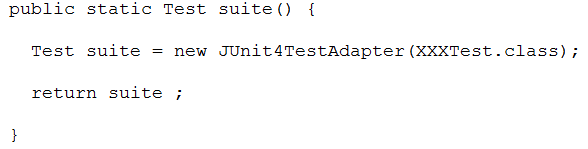 public static Test suite() {
Test suite = new JUnit4TestAdapter(XXXTest.class);
return suite ;
}